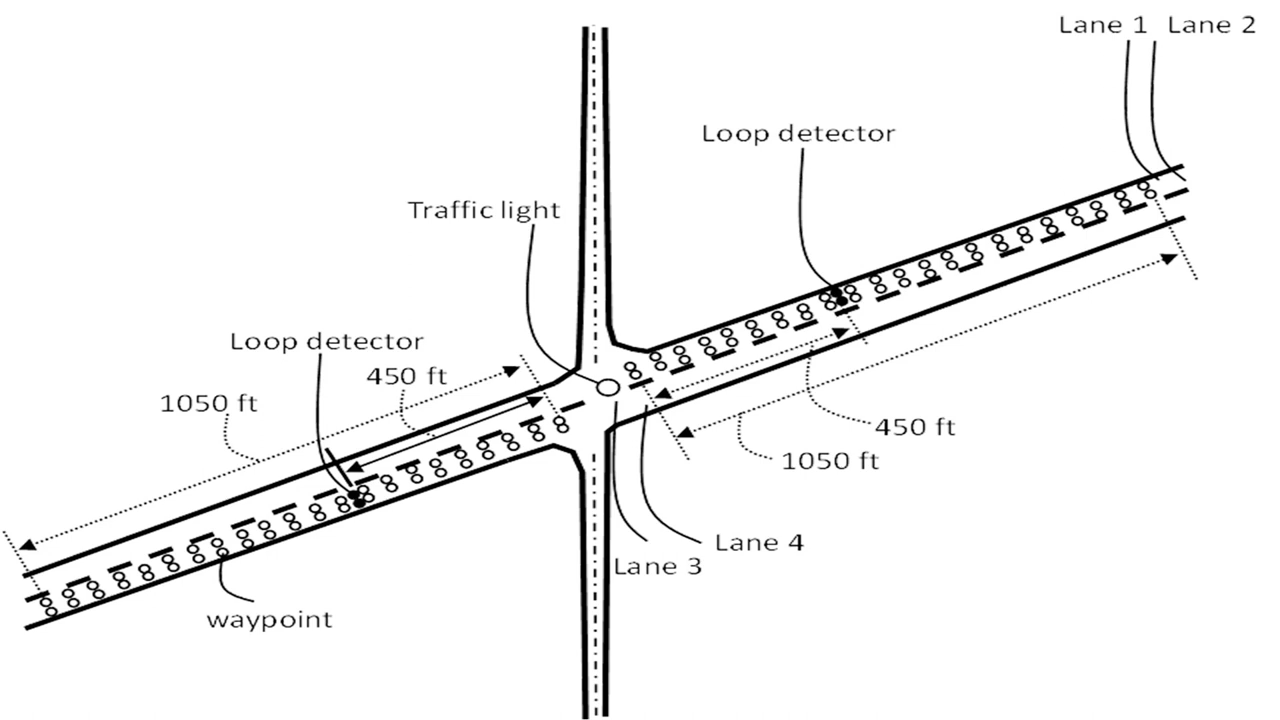 Lane 1 Lane 2
Loop detector
Traffic light
Loop detector
450 ft
1050 ft
450 ft
1050 ft
Lane 4
Lane 3
waypoint